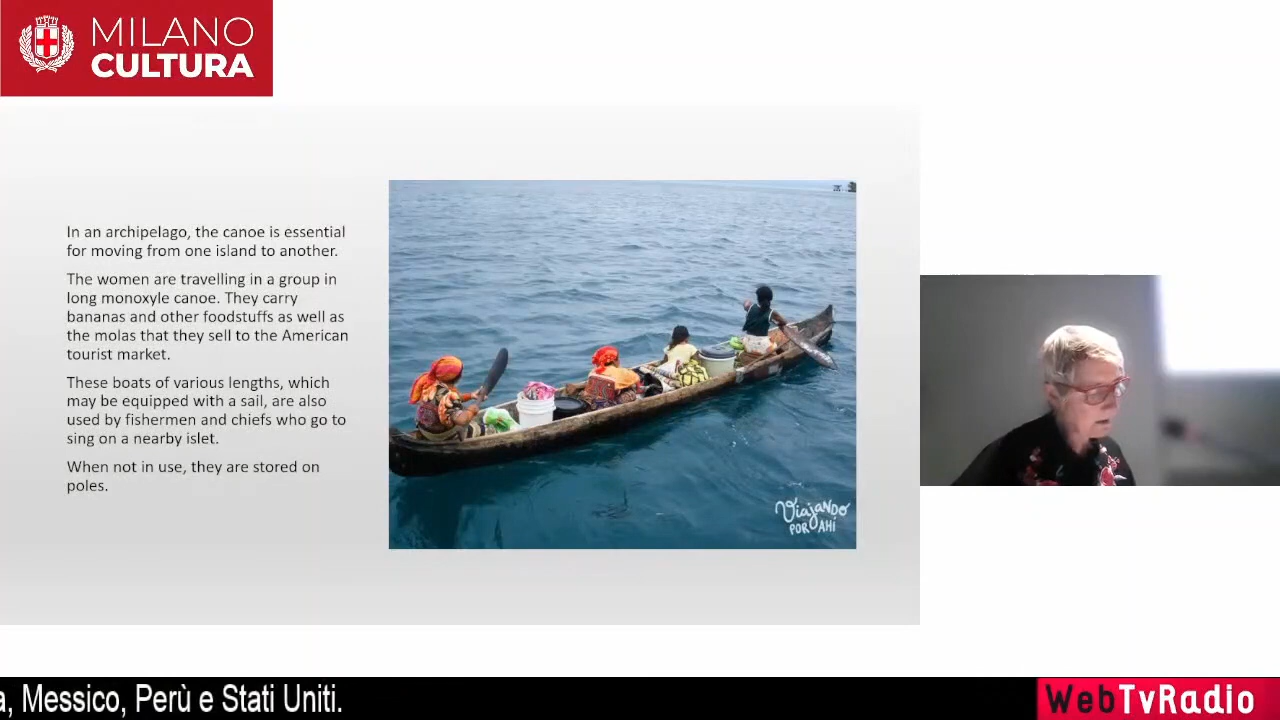 MILANO
CULTURA
In an archipelago, the canoe is essential
for moving from one island to another.
The women are travelling in a group in
long monoxyle canoe. They carry
bananas and other foodstuffs as well as
the molas that they sell to the American
tourist market.
These boats of various lengths, which
may be equipped with a sail, are also
used by fishermen and chiefs who go to
sing on a nearby islet.
When not in use, they are stored on
poles.
ViajaNDO
POR AHÍ
a, Messico, Perù e Stati Uniti.
WebTvRadio